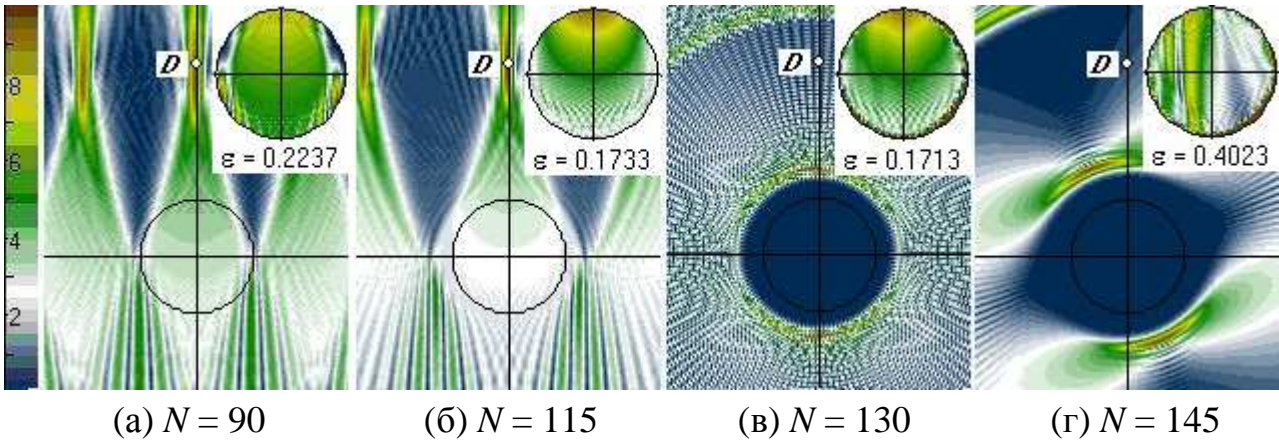 8
6
4
2
D
ε = 0.2237
D
ε = 0.1733
D
ε = 0.1713
D
ε = 0.4023
(а) N = 90
(б) N = 115
(в) N = 130
(г) N = 145